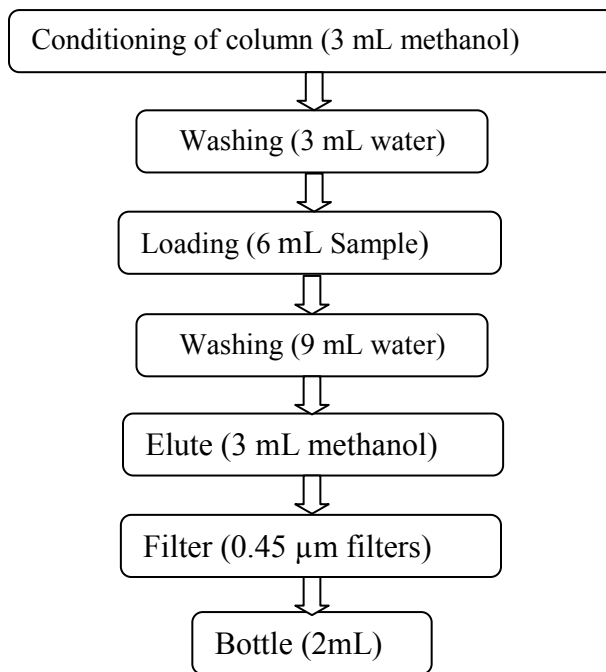 Conditioning of column (3 mL methanol)
Washing (3 mL water)
Loading (6 mL Sample)
Washing (9 mL water)
Elute (3 mL methanol)
Filter (0.45 µm filters)
Bottle (2mL)